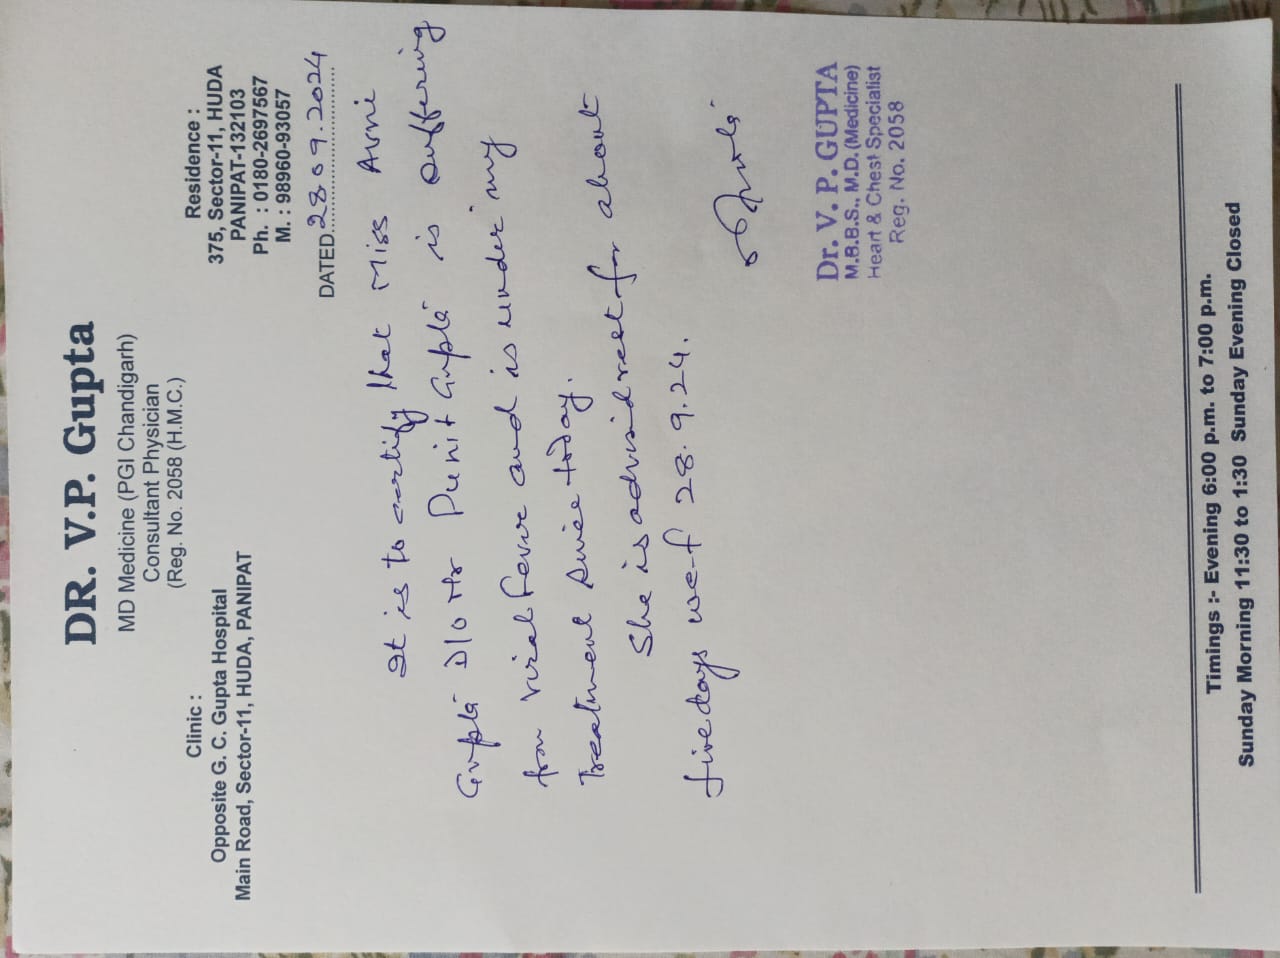 DR. V.P. Gupta
MD Medicine (PGI Chandigarh)
Consultant Physician
(Reg. No. 2058 (H.M.C.)
Clinic :
Opposite G. C. Gupta Hospital
Main Road, Sector-11, HUDA, PANIPAT
Residence :
375, Sector-11, HUDA
PANIPAT-132103
Ph. : 0180-2697567
M. : 98960-93057
DATED 28.09.2024
It is to certify that Miss Avni
Gupta D/o Mr Punit Gupta is suffering
from Viral Fever and is under my
Treatment since today.
She is advised rest for about
five days w.e.f 28.9.24.
Dr. V. P. GUPTA
M.B.B.S., M.D. (Medicine)
Heart & Chest Specialist
Reg. No. 2058
Timings :- Evening 6:00 p.m. to 7:00 p.m.
Sunday Morning 11:30 to 1:30 Sunday Evening Closed